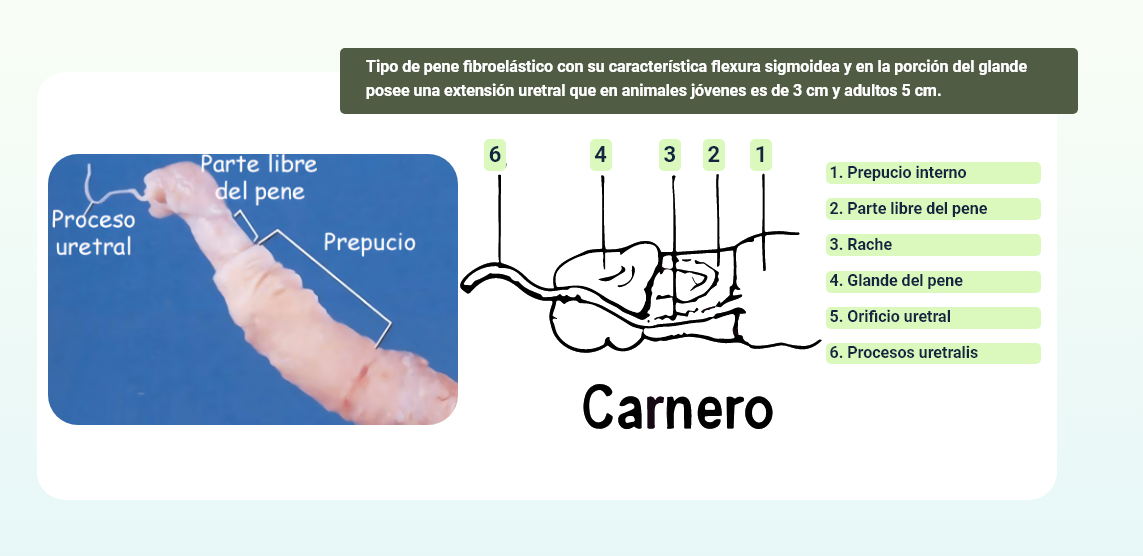 Tipo de pene fibroelástico con su característica flexura sigmoidea y en la porción del glande
posee una extensión uretral que en animales jóvenes es de 3 cm y adultos 5 cm.
Parte libre
del pene
Proceso
uretral
Prepucio
6 4 3 2 1
1. Prepucio interno
2. Parte libre del pene
3. Rache
4. Glande del pene
5. Orificio uretral
6. Procesos uretralis
Carnero